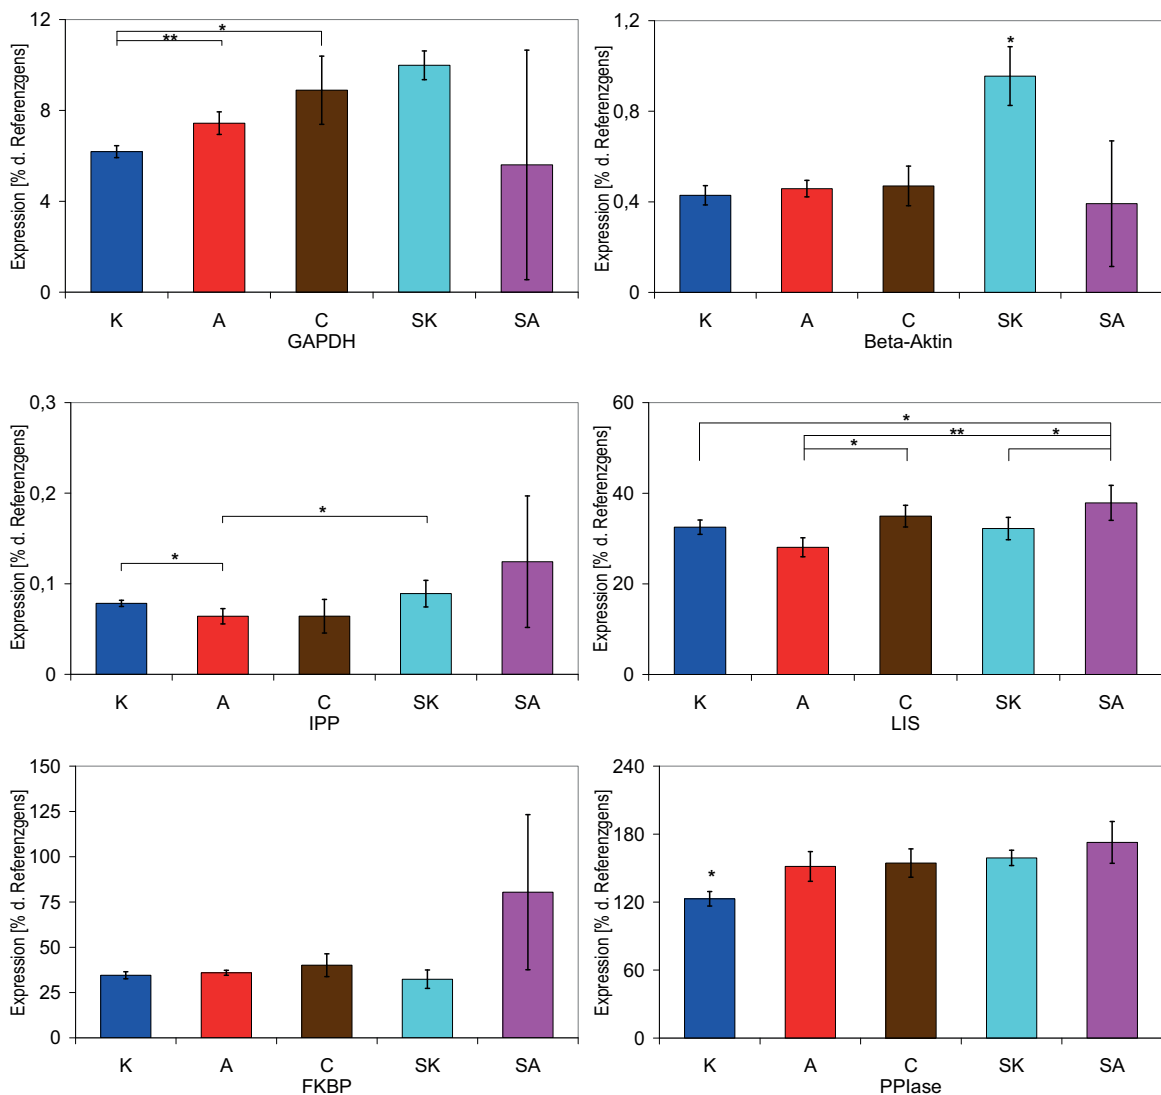 Expression [% d. Referenzgens]
12
8
4
0
*
**
K A C SK SA
GAPDH
Expression [% d. Referenzgens]
1,2
0,8
0,4
0
*
K A C SK SA
Beta-Aktin
Expression [% d. Referenzgens]
0,3
0,2
0,1
0
*
*
K A C SK SA
IPP
Expression [% d. Referenzgens]
60
40
20
0
*
** *
*
K A C SK SA
LIS
Expression [% d. Referenzgens]
150
125
100
75
50
25
0
K A C SK SA
FKBP
Expression [% d. Referenzgens]
240
180
120
60
0
*
K A C SK SA
PPIase